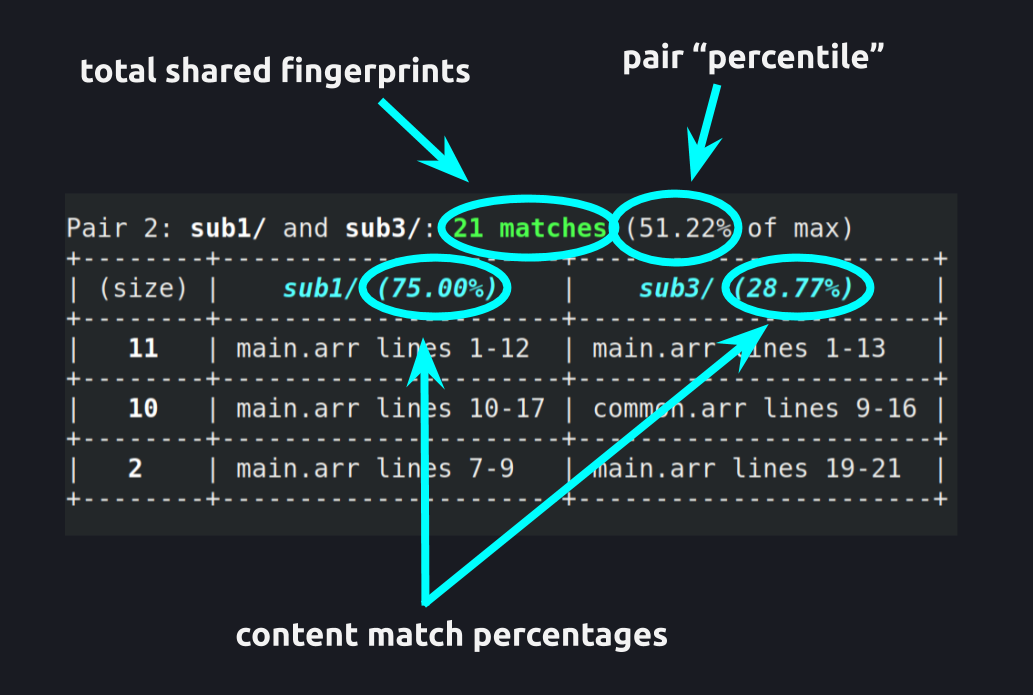 total shared fingerprints
pair “percentile”
Pair 2: sub1/ and sub3/: 21 matches (51.22% of max)
+--------+-----------------------+------------------------+
| (size) | sub1/ (75.00%) | sub3/ (28.77%) |
+--------+-----------------------+------------------------+
| 11 | main.arr lines 1-12 | main.arr lines 1-13 |
+--------+-----------------------+------------------------+
| 10 | main.arr lines 10-17 | common.arr lines 9-16 |
+--------+-----------------------+------------------------+
| 2 | main.arr lines 7-9 | main.arr lines 19-21 |
+--------+-----------------------+------------------------+
content match percentages